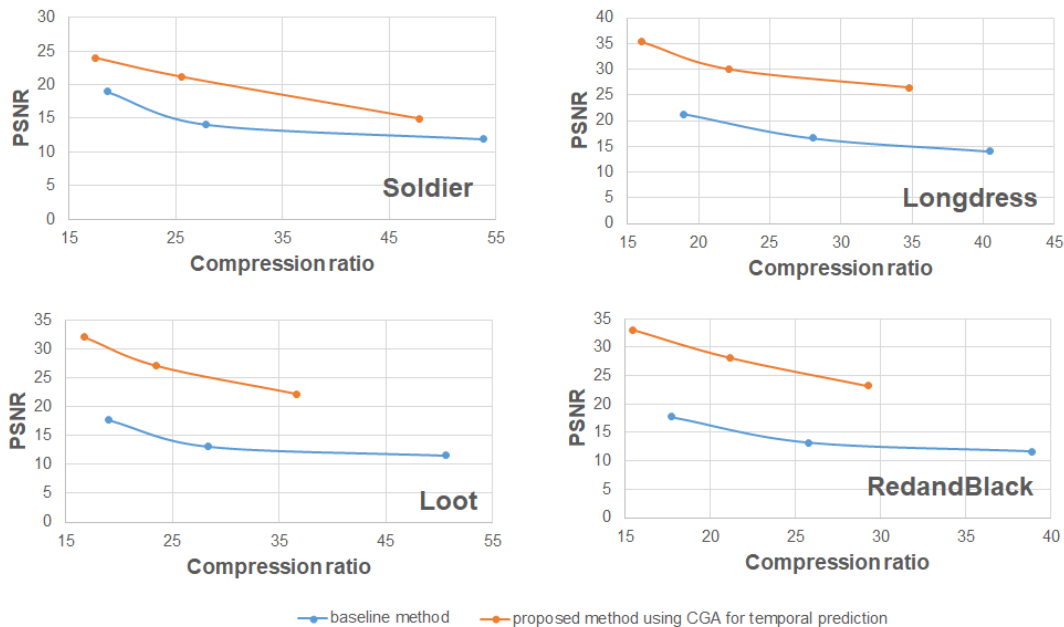 30
25
20
15
10
5
0
PSNR
15 25 35 45 55
Compression ratio
Soldier
40
35
30
25
20
15
10
5
0
PSNR
15 20 25 30 35 40 45
Compression ratio
Longdress
35
30
25
20
15
10
5
0
PSNR
15 25 35 45 55
Compression ratio
Loot
35
30
25
20
15
10
5
0
PSNR
15 20 25 30 35 40
Compression ratio
RedandBlack
baseline method
proposed method using CGA for temporal prediction